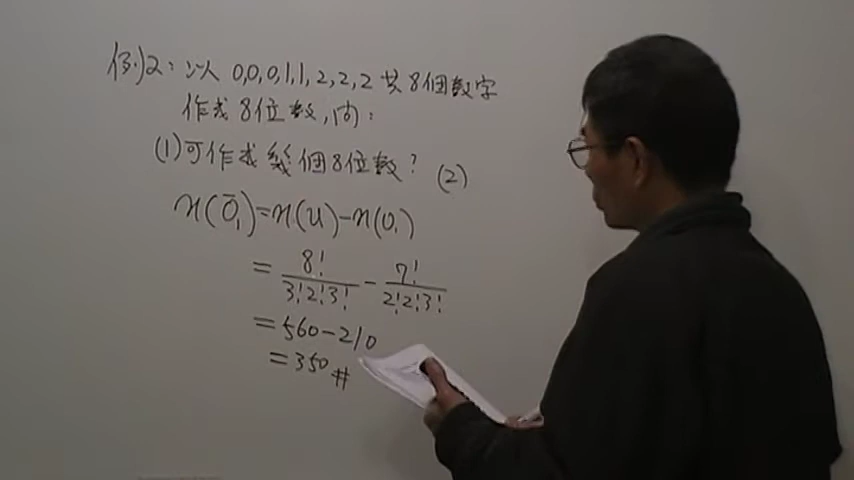 例2:以 0,0,0,1,1,2,2,2 共8個數字
作成8位數,問:
(1)可作成幾個8位數? (2)
n(0̄₁)=n(U)-n(0₁)
= 8!/3!2!3! - 7!/2!2!3!
=560-210
=350 #